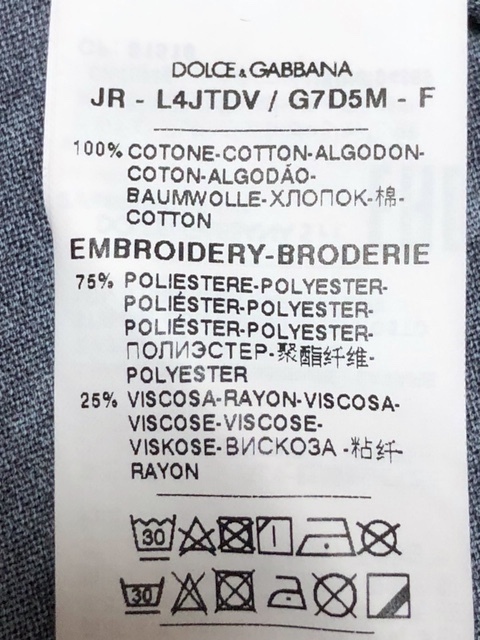 DOLCE & GABBANA
JR - L4JTDV / G7D5M - F
100% COTONE-COTTON-ALGODON-
COTON-ALGODÃO-
BAUMWOLLE-ХЛОПОК-棉-
COTTON
EMBROIDERY-BRODERIE
75% POLIESTERE-POLYESTER-
POLIÉSTER-POLYESTER-
POLIÉSTER-POLYESTER-
ПОЛИЭСТЕР-聚酯纤维-
POLYESTER
25% VISCOSA-RAYON-VISCOSA-
VISCOSE-VISCOSE-
VISKOSE-ВИСКОЗА -粘纤-
RAYON
30
30